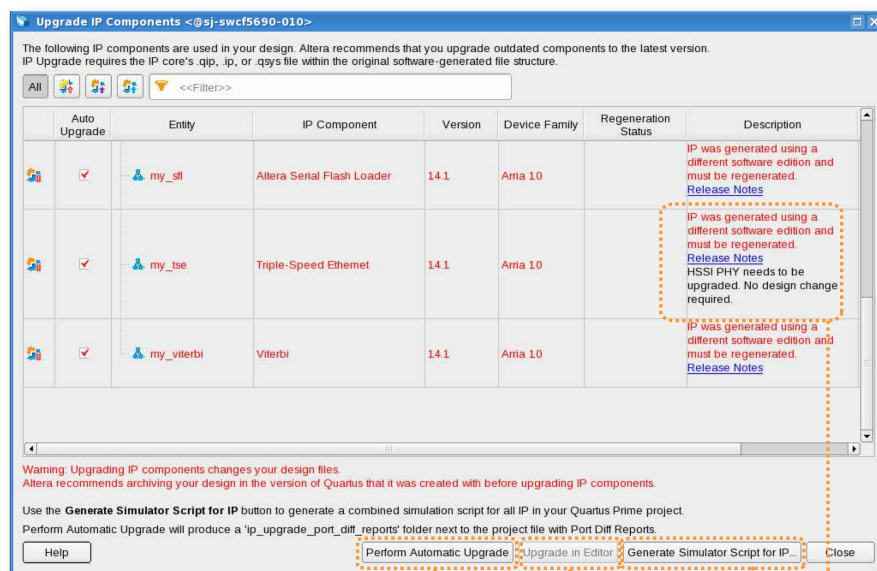 Upgrade IP Components <@sj-swcf5690-010>
The following IP components are used in your design. Altera recommends that you upgrade outdated components to the latest version.
IP Upgrade requires the IP core's .qip, .ip, or .qsys file within the original software-generated file structure.
All <<Filter>>
Auto Upgrade Entity IP Component Version Device Family Regeneration Status Description
my_sfl Altera Serial Flash Loader 14.1 Arria 10
IP was generated using a
different software edition and
must be regenerated.
Release Notes
my_tse Triple-Speed Ethernet 14.1 Arria 10
IP was generated using a
different software edition and
must be regenerated.
Release Notes
HSSI PHY needs to be
upgraded. No design change
required.
my_viterbi Viterbi 14.1 Arria 10
IP was generated using a
different software edition and
must be regenerated.
Release Notes
Warning: Upgrading IP components changes your design files.
Altera recommends archiving your design in the version of Quartus that it was created with before upgrading IP components.
Use the Generate Simulator Script for IP button to generate a combined simulation script for all IP in your Quartus Prime project.
Perform Automatic Upgrade will produce a 'ip_upgrade_port_diff_reports' folder next to the project file with Port Diff Reports.
Help Perform Automatic Upgrade Upgrade in Editor Generate Simulator Script for IP... Close